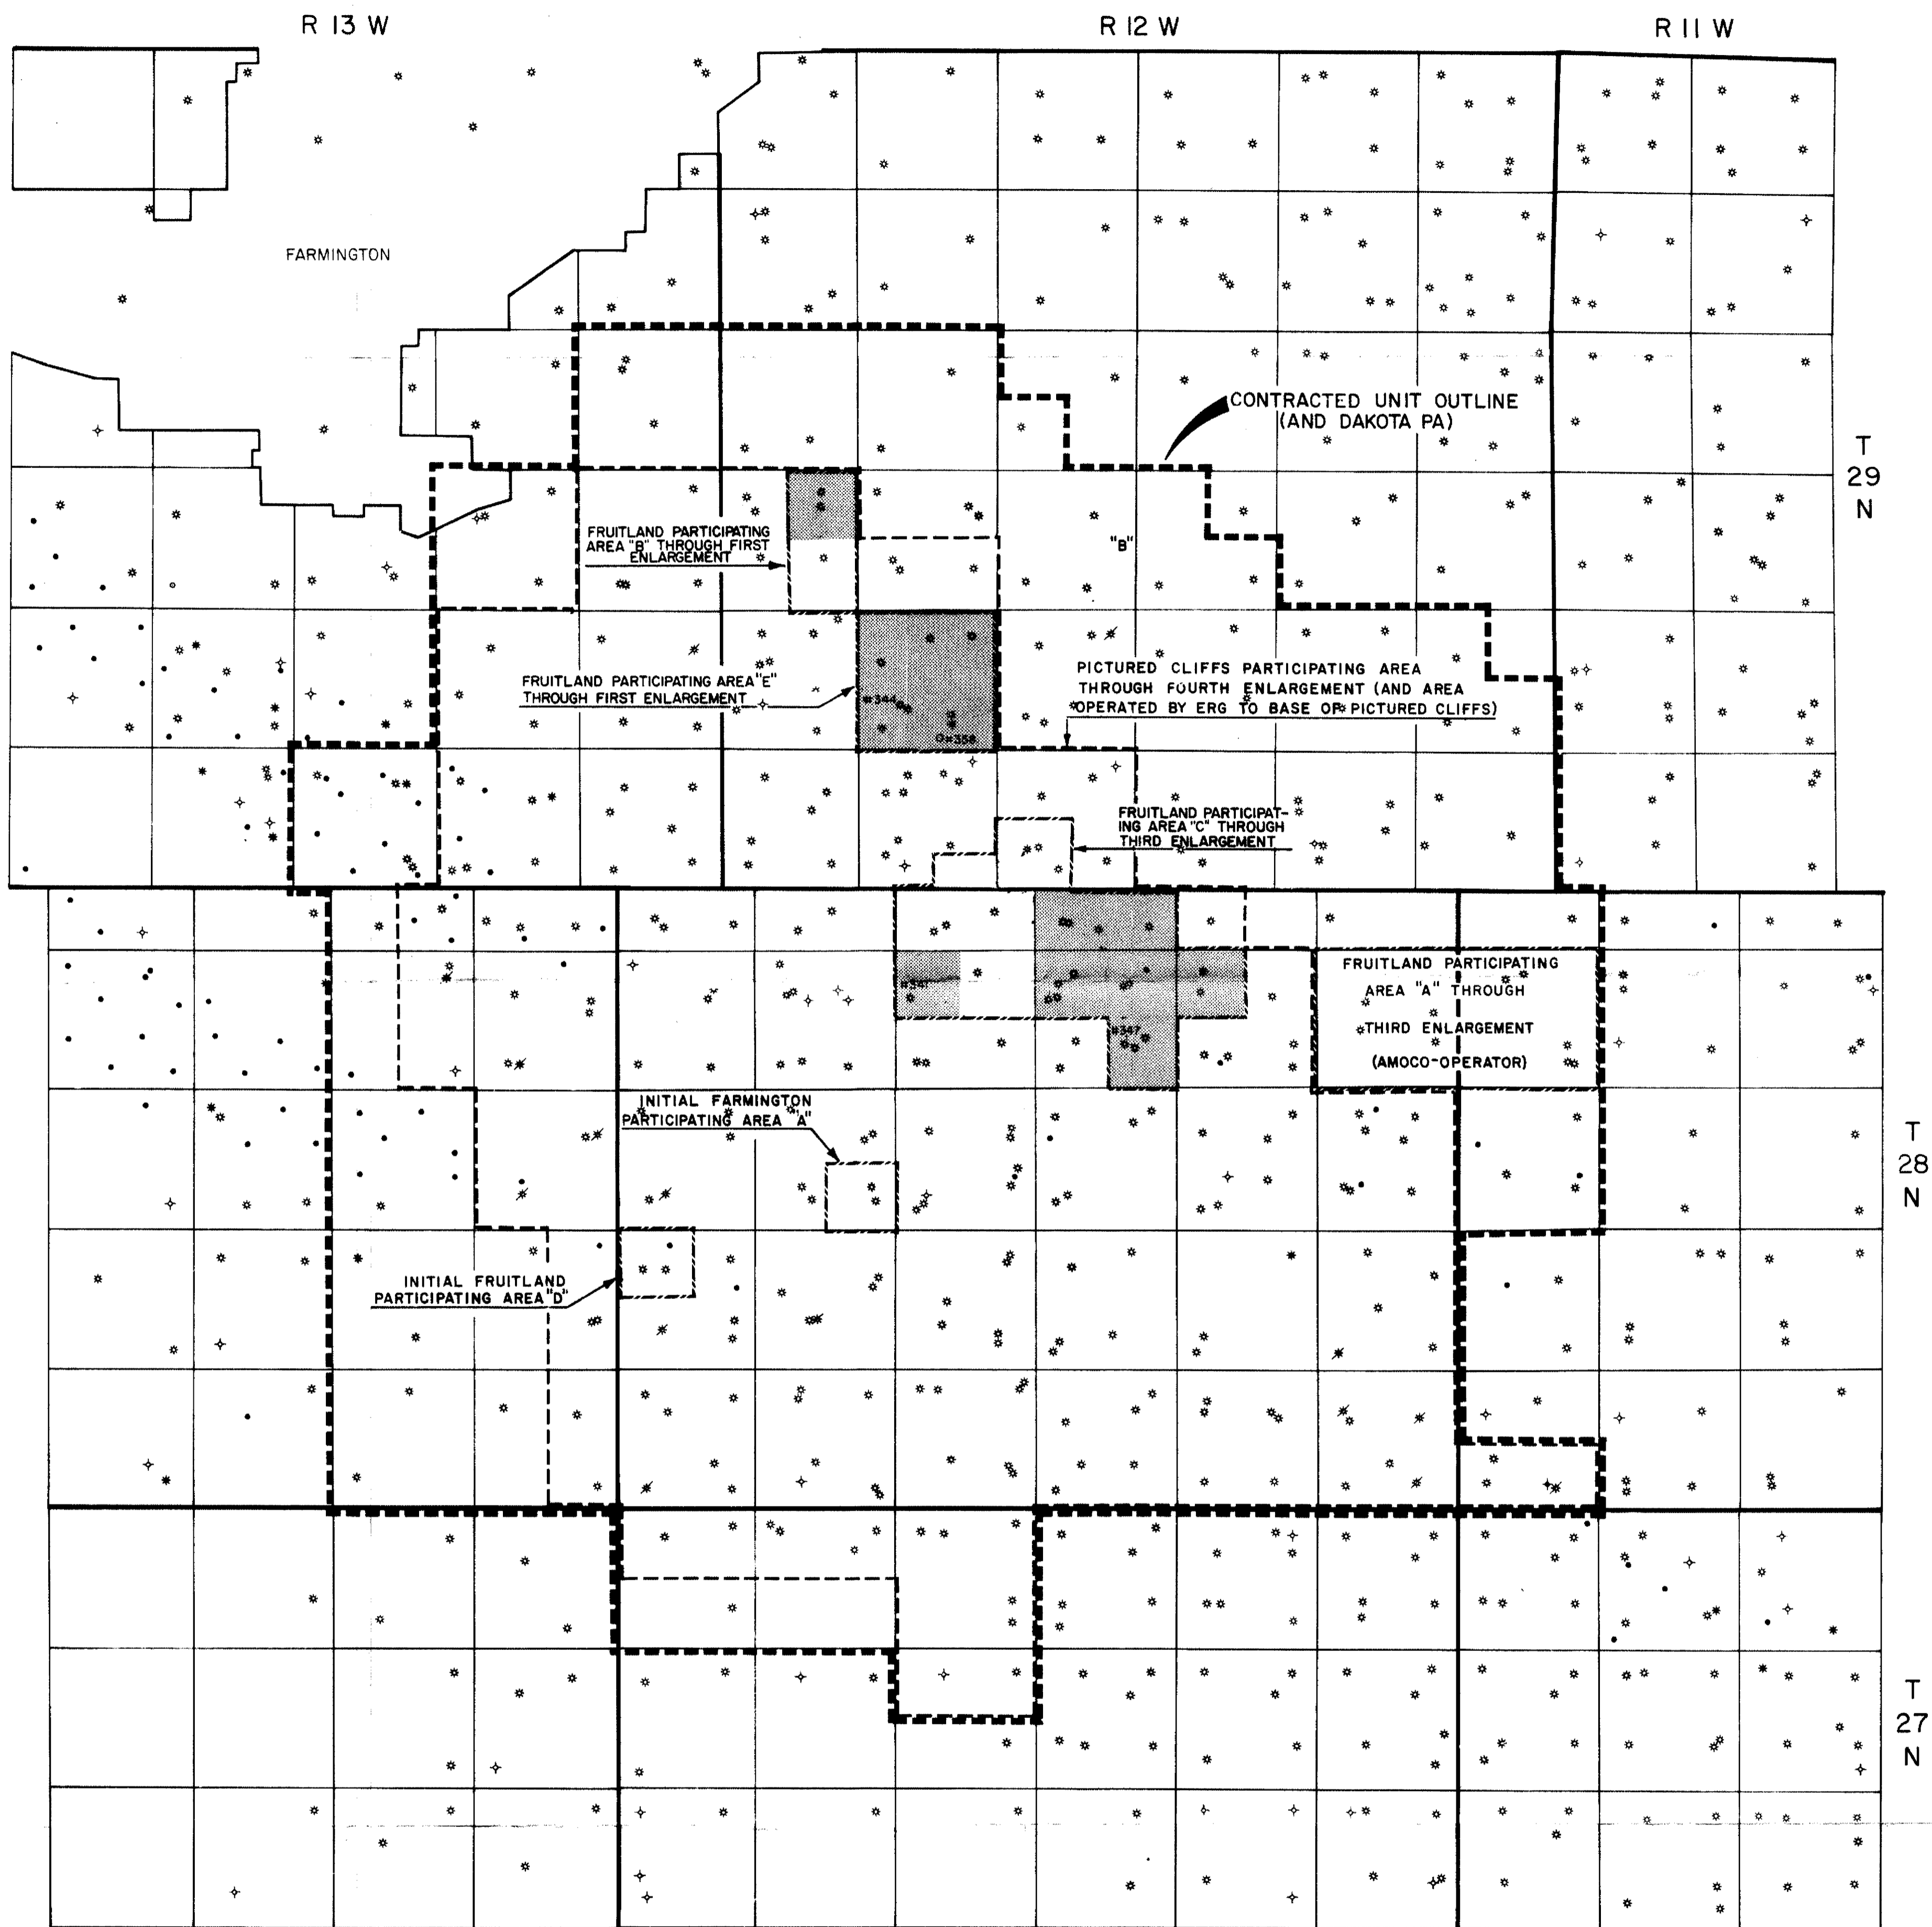 R 13 W
R 12 W
R 11 W
FARMINGTON
CONTRACTED UNIT OUTLINE
(AND DAKOTA PA)
T
29
N
FRUITLAND PARTICIPATING
AREA "B" THROUGH FIRST
ENLARGEMENT
"B"
FRUITLAND PARTICIPATING AREA "E"
THROUGH FIRST ENLARGEMENT
#344
PICTURED CLIFFS PARTICIPATING AREA
THROUGH FOURTH ENLARGEMENT (AND AREA
OPERATED BY ERG TO BASE OF PICTURED CLIFFS)
FRUITLAND PARTICIPAT-
ING AREA "C" THROUGH
THIRD ENLARGEMENT
FRUITLAND PARTICIPATING
AREA "A" THROUGH
THIRD ENLARGEMENT
(AMOCO-OPERATOR)
#347
INITIAL FARMINGTON
PARTICIPATING AREA "A"
T
28
N
INITIAL FRUITLAND
PARTICIPATING AREA "D"
T
27
N